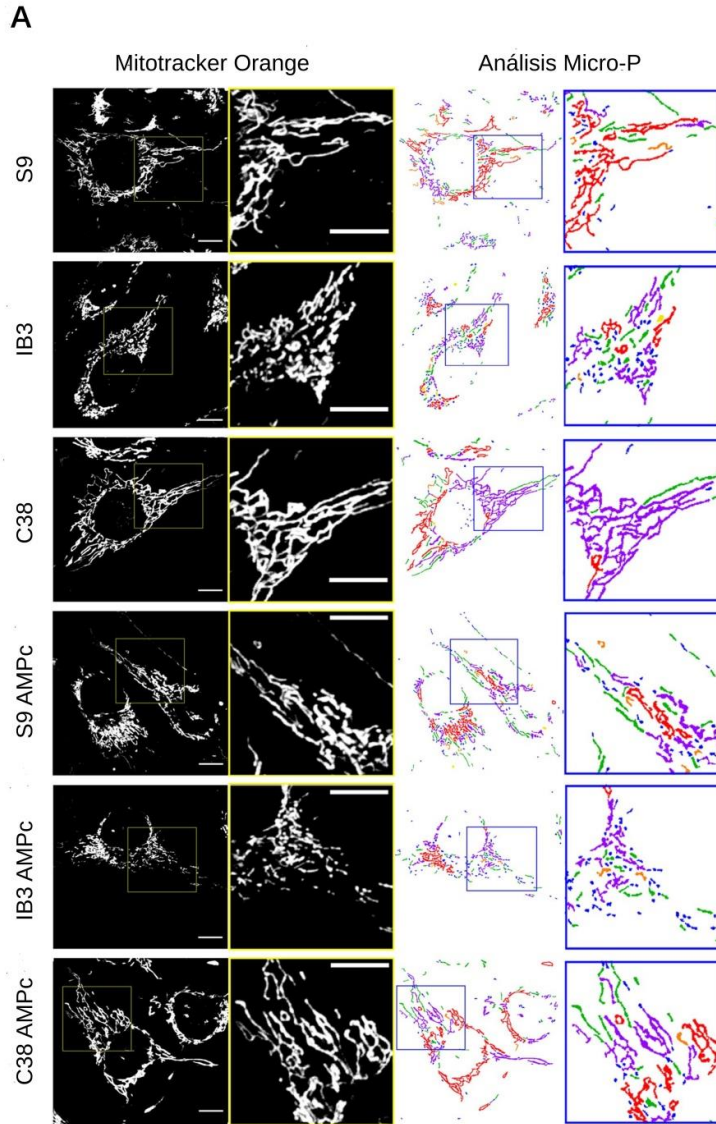 A
Mitotracker Orange
Análisis Micro-P
S9
IB3
C38
S9 AMPc
IB3 AMPc
C38 AMPc